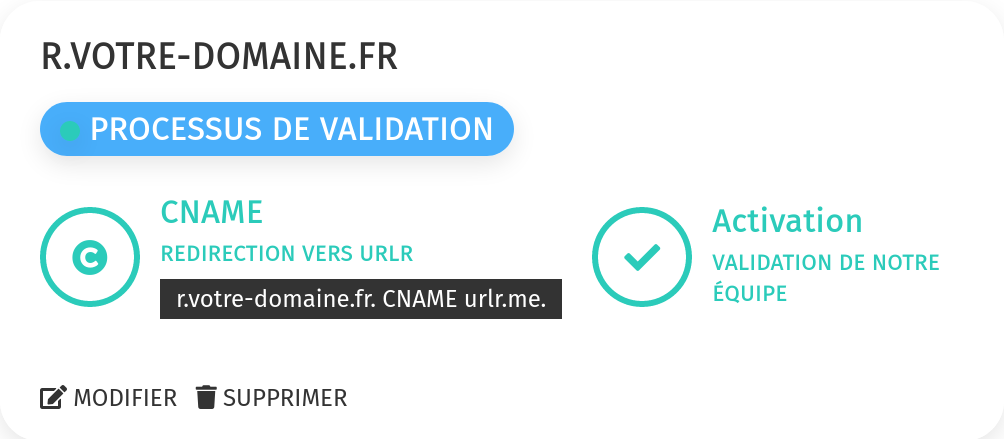 R.VOTRE-DOMAINE.FR
PROCESSUS DE VALIDATION
CNAME
REDIRECTION VERS URLR
r.votre-domaine.fr. CNAME urlr.me.
Activation
VALIDATION DE NOTRE
ÉQUIPE
MODIFIER SUPPRIMER